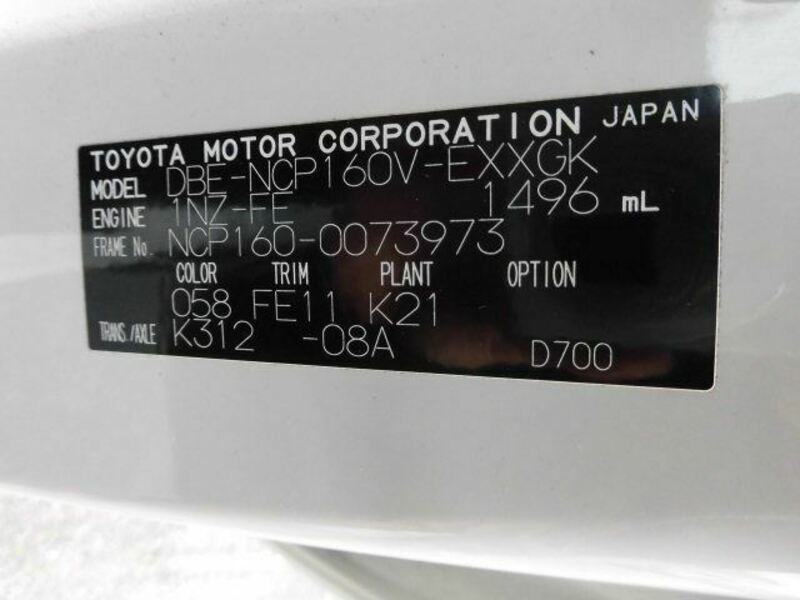 TOYOTA MOTOR CORPORATION JAPAN
MODEL DBE-NCP160V-EXXGK
ENGINE 1NZ-FE 1496 mL
FRAME No. NCP160-0073973
COLOR TRIM PLANT OPTION
058 FE11 K21
TRANS./AXLE K312 -08A D700